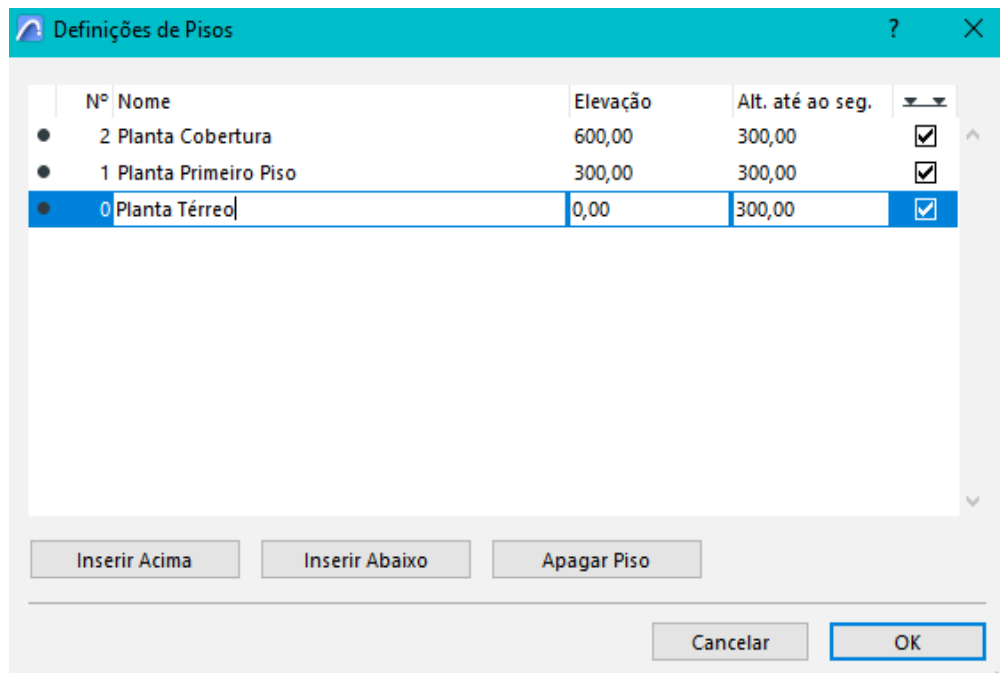 Definições de Pisos ?
Nº Nome Elevação Alt. até ao seg.
2 Planta Cobertura 600,00 300,00
1 Planta Primeiro Piso 300,00 300,00
0 Planta Térreo 0,00 300,00
Inserir Acima Inserir Abaixo Apagar Piso
Cancelar OK